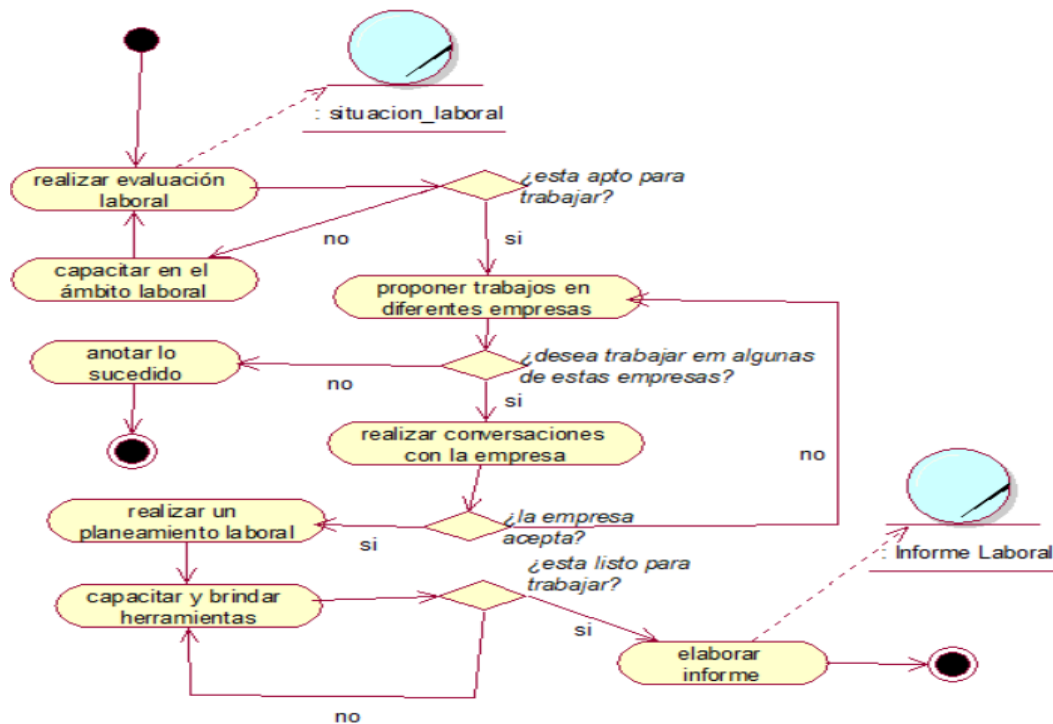 : situacion_laboral
realizar evaluación
laboral
¿esta apto para
trabajar?
no
si
capacitar en el
ámbito laboral
proponer trabajos en
diferentes empresas
anotar lo
sucedido
no
¿desea trabajar em algunas
de estas empresas?
si
realizar conversaciones
con la empresa
no
realizar un
planeamiento laboral
si
¿la empresa
acepta?
: Informe Laboral
¿esta listo para
trabajar?
capacitar y brindar
herramientas
si
elaborar
informe
no